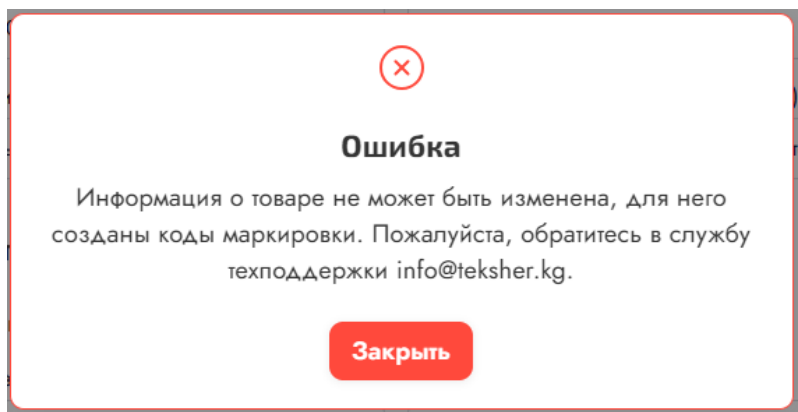 Ошибка
Информация о товаре не может быть изменена, для него
созданы коды маркировки. Пожалуйста, обратитесь в службу
техподдержки info@teksher.kg.
Закрыть